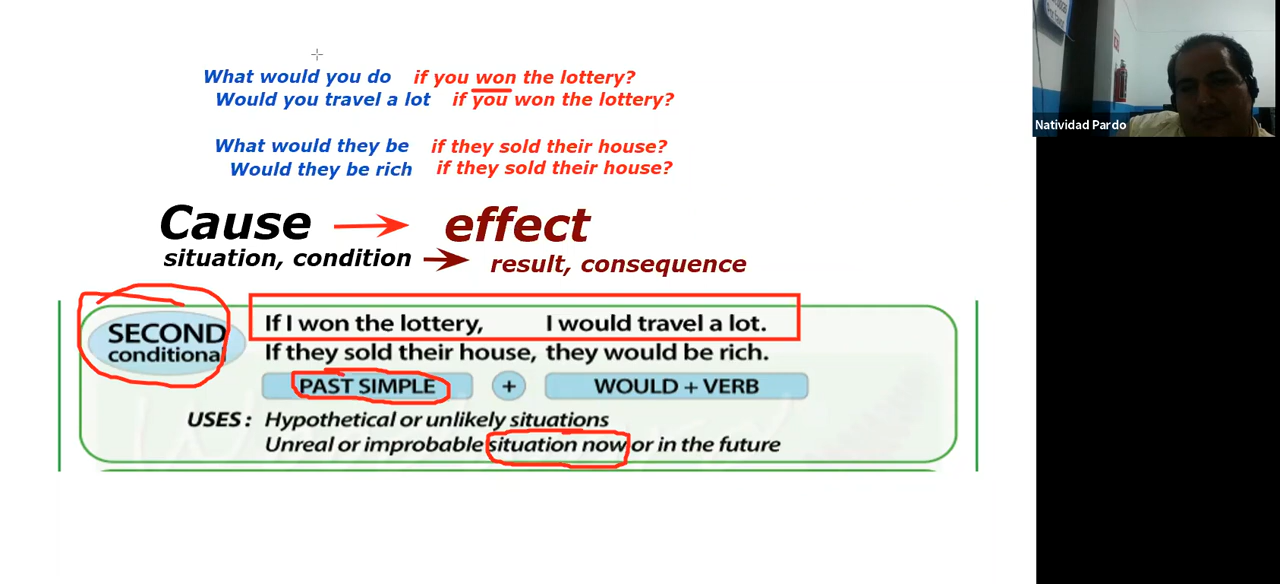 What would you do if you won the lottery?
Would you travel a lot if you won the lottery?
What would they be if they sold their house?
Would they be rich if they sold their house?
Cause effect
situation, condition result, consequence
SECOND conditional
If I won the lottery, I would travel a lot.
If they sold their house, they would be rich.
PAST SIMPLE + WOULD + VERB
USES: Hypothetical or unlikely situations
Unreal or improbable situation now or in the future
Natividad Pardo